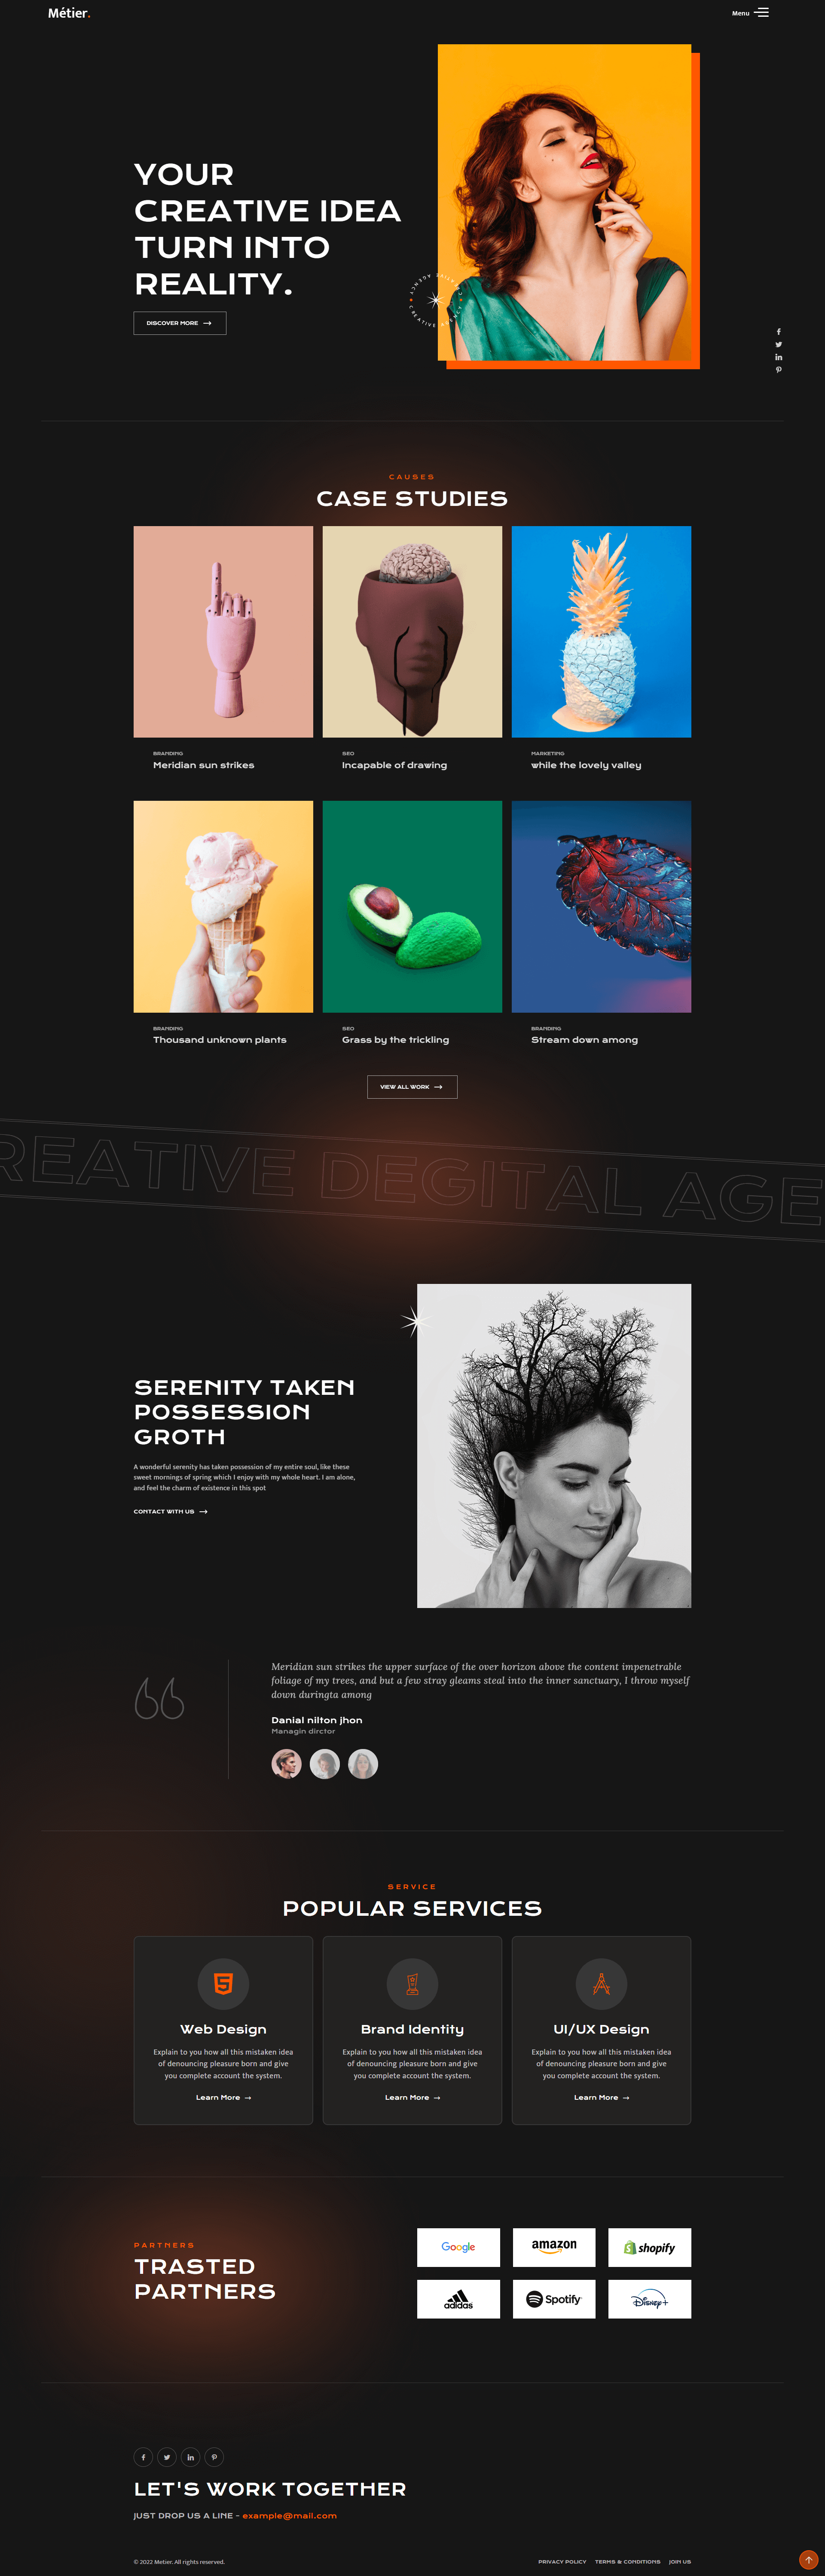 Métier.
Menu
YOUR
CREATIVE IDEA
TURN INTO
REALITY.
CREATIVE AGENCY CREATIVE AGENCY
DISCOVER MORE
CAUSES
CASE STUDIES
BRANDING
Meridian sun strikes
SEO
Incapable of drawing
MARKETING
while the lovely valley
BRANDING
Thousand unknown plants
SEO
Grass by the trickling
BRANDING
Stream down among
VIEW ALL WORK
REATIVE DEGITAL AGE
SERENITY TAKEN
POSSESSION
GROTH
A wonderful serenity has taken possession of my entire soul, like these
sweet mornings of spring which I enjoy with my whole heart. I am alone,
and feel the charm of existence in this spot
CONTACT WITH US
Meridian sun strikes the upper surface of the over horizon above the content impenetrable
foliage of my trees, and but a few stray gleams steal into the inner sanctuary, I throw myself
down duringta among
Danial nilton jhon
Managin dirctor
SERVICE
POPULAR SERVICES
Web Design
Explain to you how all this mistaken idea
of denouncing pleasure born and give
you complete account the system.
Learn More
Brand Identity
Explain to you how all this mistaken idea
of denouncing pleasure born and give
you complete account the system.
Learn More
UI/UX Design
Explain to you how all this mistaken idea
of denouncing pleasure born and give
you complete account the system.
Learn More
PARTNERS
TRASTED
PARTNERS
Google
amazon
shopify
adidas
Spotify
Disney+
LET'S WORK TOGETHER
JUST DROP US A LINE - example@mail.com
© 2022 Metier. All rights reserved.
PRIVACY POLICY TERMS & CONDITIONS JOIN US